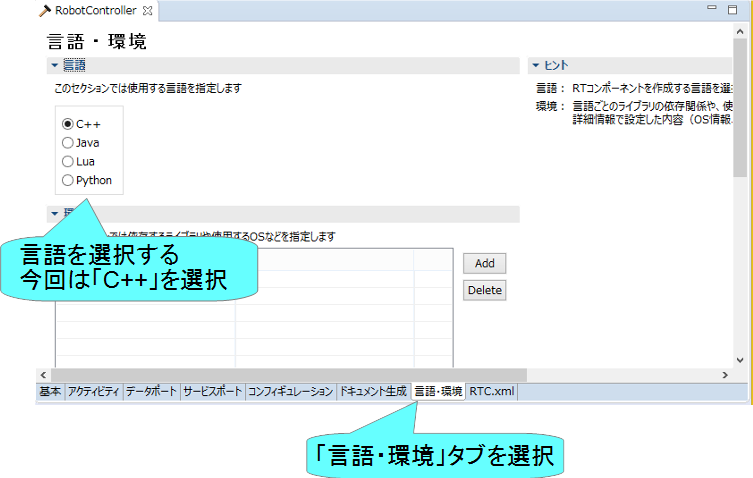 RobotController
言語・環境
言語
ヒント
このセクションでは使用する言語を指定します
言語： RTコンポーネントを作成する言語を選
環境： 言語ごとのライブラリの依存関係や、使
詳細情報で設定した内容（OS情報
C++
Java
Lua
Python
環
では依存するライブラリや使用するOSなどを指定します
言語を選択する
今回は「C++」を選択
Add
Delete
基本 アクティビティ データポート サービスポート コンフィギュレーション ドキュメント生成 言語・環境 RTC.xml
「言語・環境」タブを選択